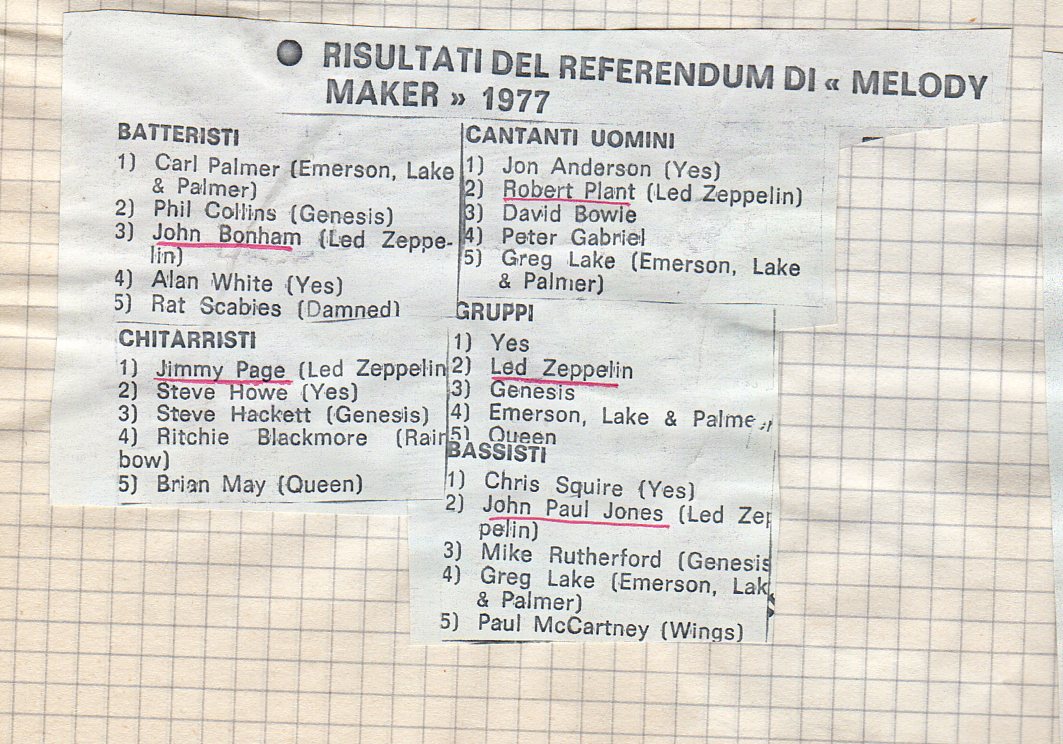 ● RISULTATI DEL REFERENDUM DI « MELODY
MAKER » 1977
BATTERISTI
1) Carl Palmer (Emerson, Lake
& Palmer)
2) Phil Collins (Genesis)
3) John Bonham (Led Zeppe-
lin)
4) Alan White (Yes)
5) Rat Scabies (Damned)
CHITARRISTI
1) Jimmy Page (Led Zeppelin
2) Steve Howe (Yes)
3) Steve Hackett (Genesis)
4) Ritchie Blackmore (Rain
bow)
5) Brian May (Queen)
CANTANTI UOMINI
1) Jon Anderson (Yes)
2) Robert Plant (Led Zeppelin)
3) David Bowie
4) Peter Gabriel
5) Greg Lake (Emerson, Lake
& Palmer)
GRUPPI
1) Yes
2) Led Zeppelin
3) Genesis
4) Emerson, Lake & Palmer
5) Queen
BASSISTI
1) Chris Squire (Yes)
2) John Paul Jones (Led Zep
pelin)
3) Mike Rutherford (Genesis
4) Greg Lake (Emerson, Lak
& Palmer)
5) Paul McCartney (Wings)